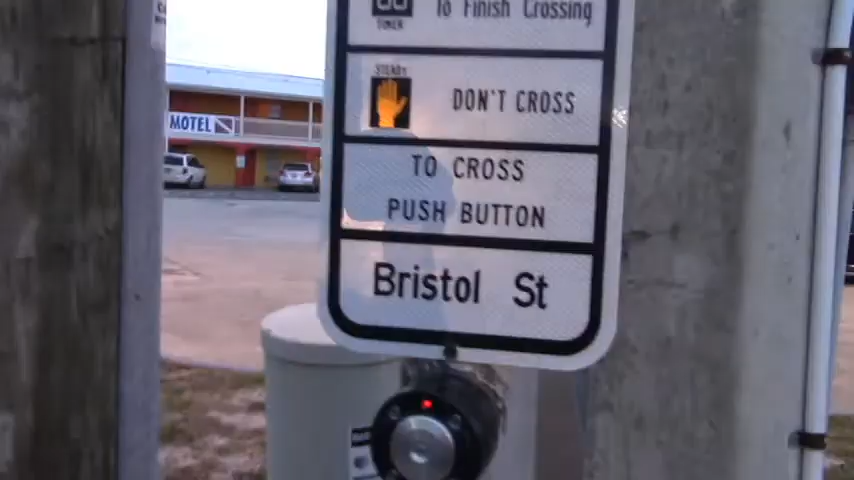 To Finish Crossing
TIMER
STEADY
DON'T CROSS
TO CROSS
PUSH BUTTON
Bristol St
MOTEL